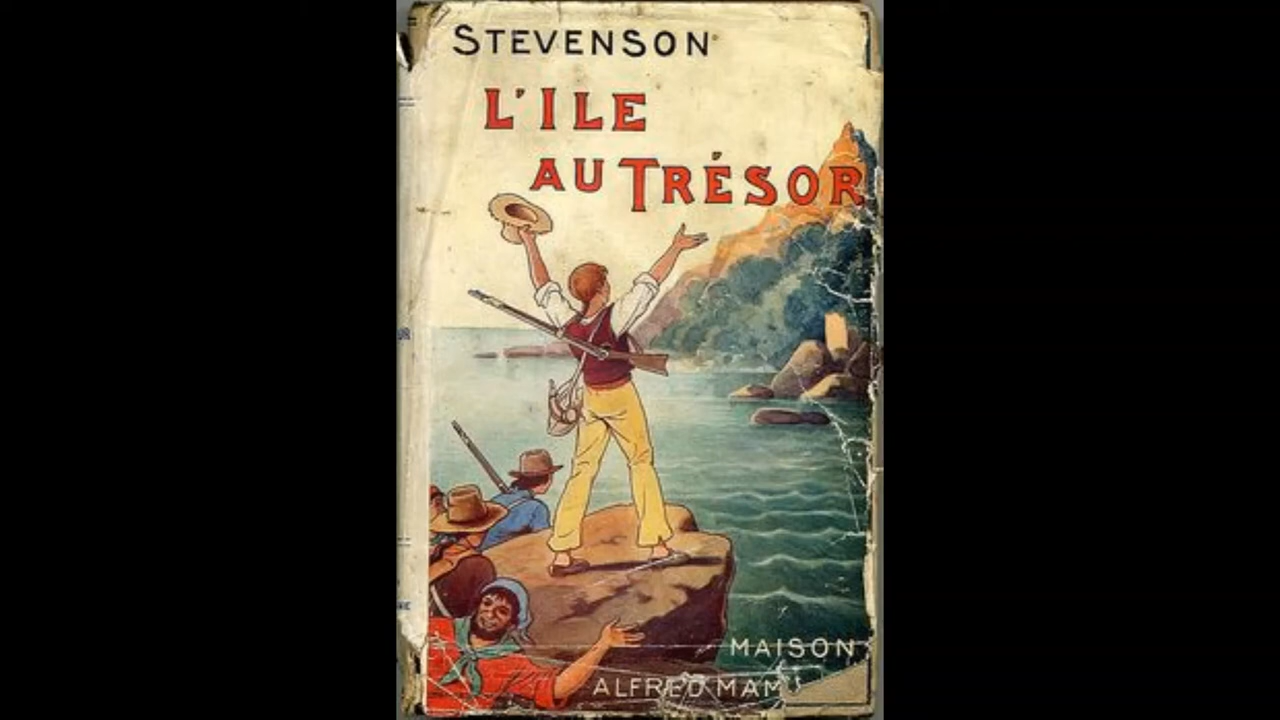 STEVENSON
L'ILE
AU TRÉSOR
MAISON
ALFRED MAM